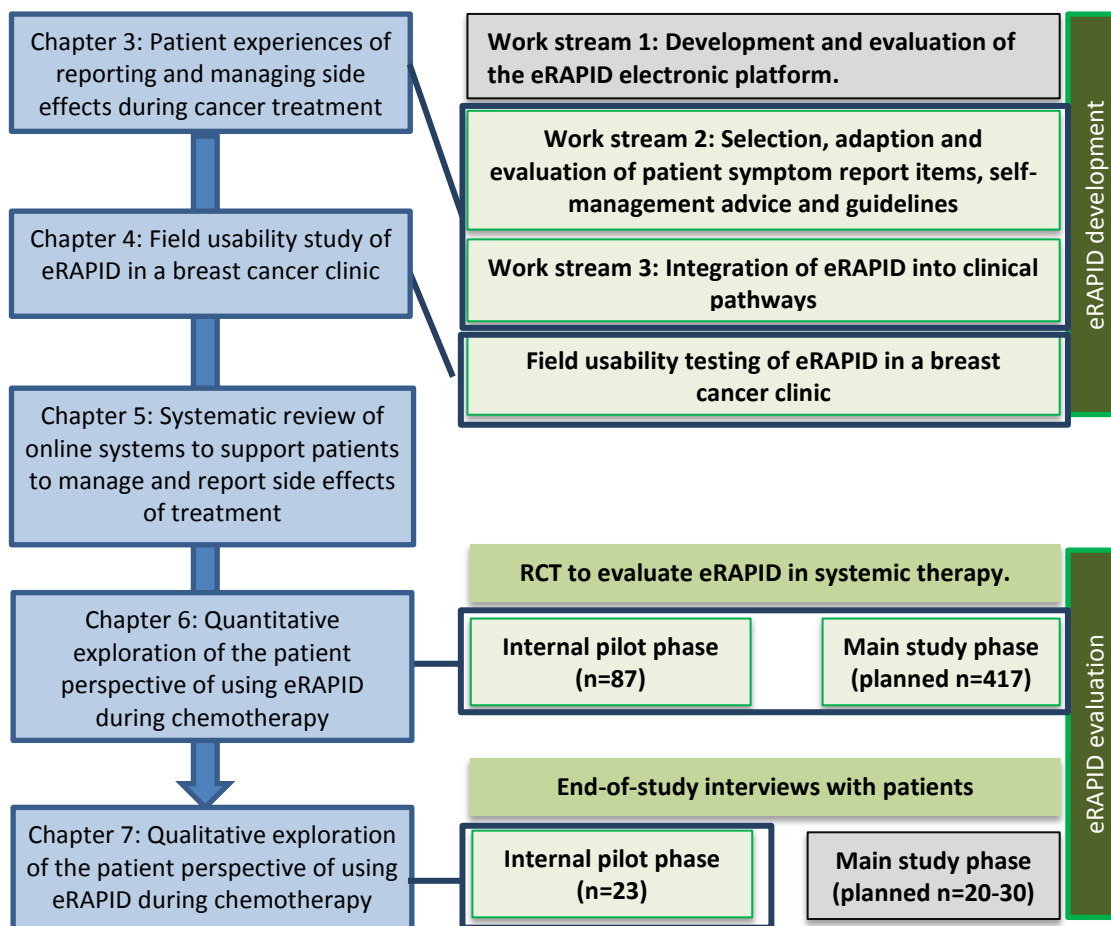 Chapter 3: Patient experiences of
reporting and managing side
effects during cancer treatment
Chapter 4: Field usability study of
eRAPID in a breast cancer clinic
Chapter 5: Systematic review of
online systems to support patients
to manage and report side effects
of treatment
Chapter 6: Quantitative
exploration of the patient
perspective of using eRAPID
during chemotherapy
Chapter 7: Qualitative exploration
of the patient perspective of using
eRAPID during chemotherapy
Work stream 1: Development and evaluation of
the eRAPID electronic platform.
Work stream 2: Selection, adaption and
evaluation of patient symptom report items, self-
management advice and guidelines
Work stream 3: Integration of eRAPID into clinical
pathways
Field usability testing of eRAPID in a breast
cancer clinic
eRAPID development
RCT to evaluate eRAPID in systemic therapy.
Internal pilot phase
(n=87)
Main study phase
(planned n=417)
End-of-study interviews with patients
Internal pilot phase
(n=23)
Main study phase
(planned n=20-30)
eRAPID evaluation